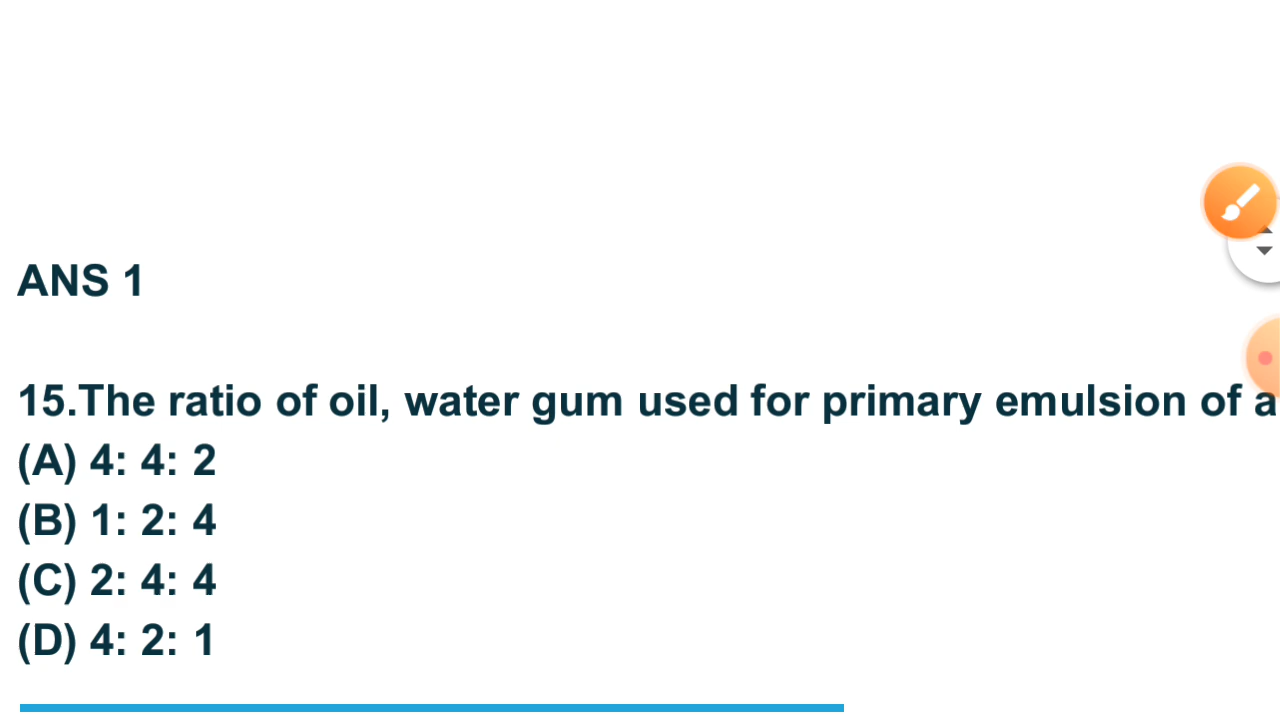 ANS 1
15.The ratio of oil, water gum used for primary emulsion of a
(A) 4: 4: 2
(B) 1: 2: 4
(C) 2: 4: 4
(D) 4: 2: 1